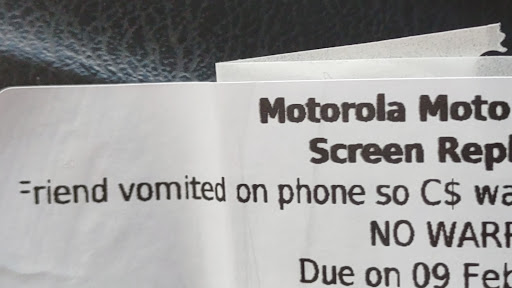 Motorola Moto
Screen Repl
Friend vomited on phone so C$ wa
NO WARR
Due on 09 Feb